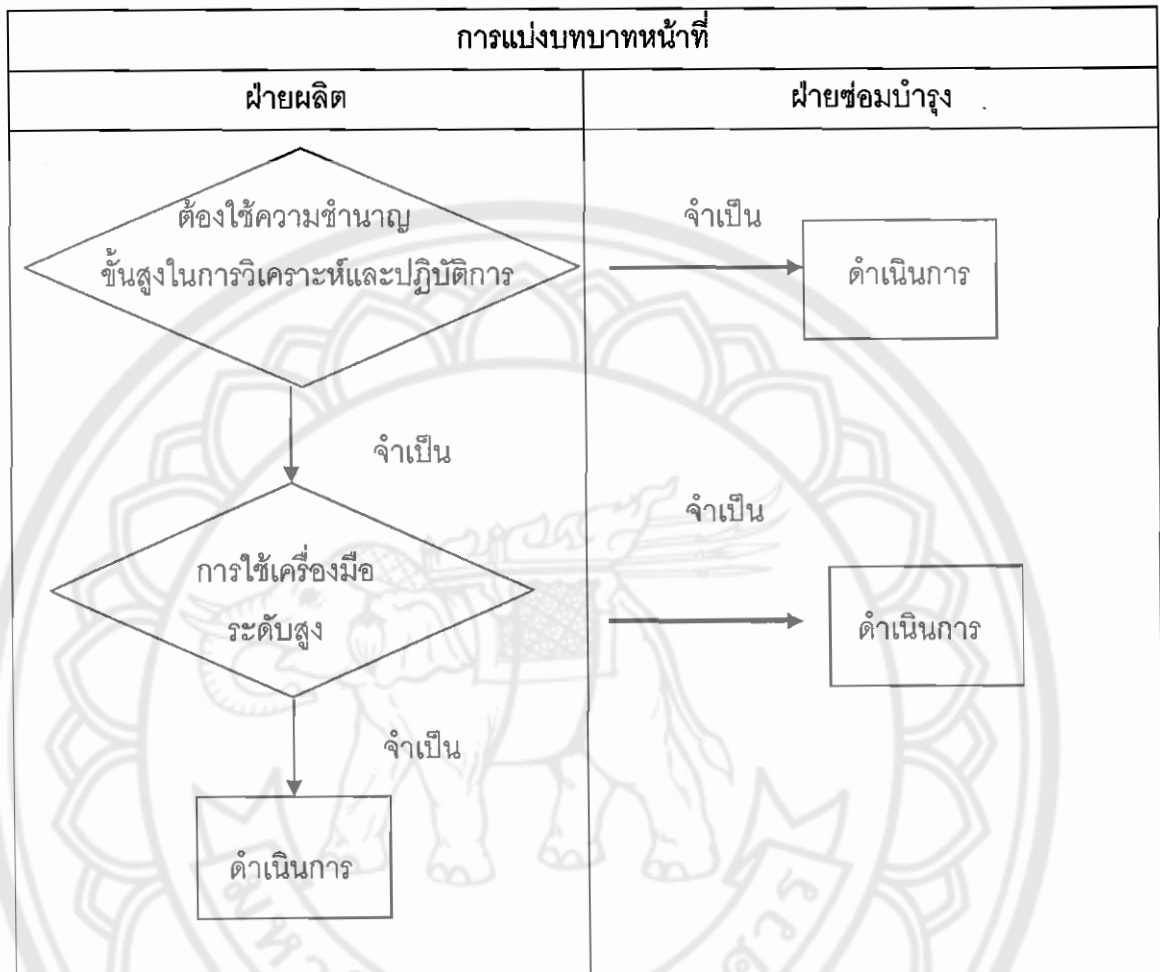 การแบ่งบทบาทหน้าที่
ฝ่ายผลิต
ฝ่ายซ่อมบำรุง
ต้องใช้ความชำนาญ
ขั้นสูงในการวิเคราะห์และปฏิบัติการ
จำเป็น
ดำเนินการ
จำเป็น
การใช้เครื่องมือ
ระดับสูง
จำเป็น
ดำเนินการ
จำเป็น
ดำเนินการ